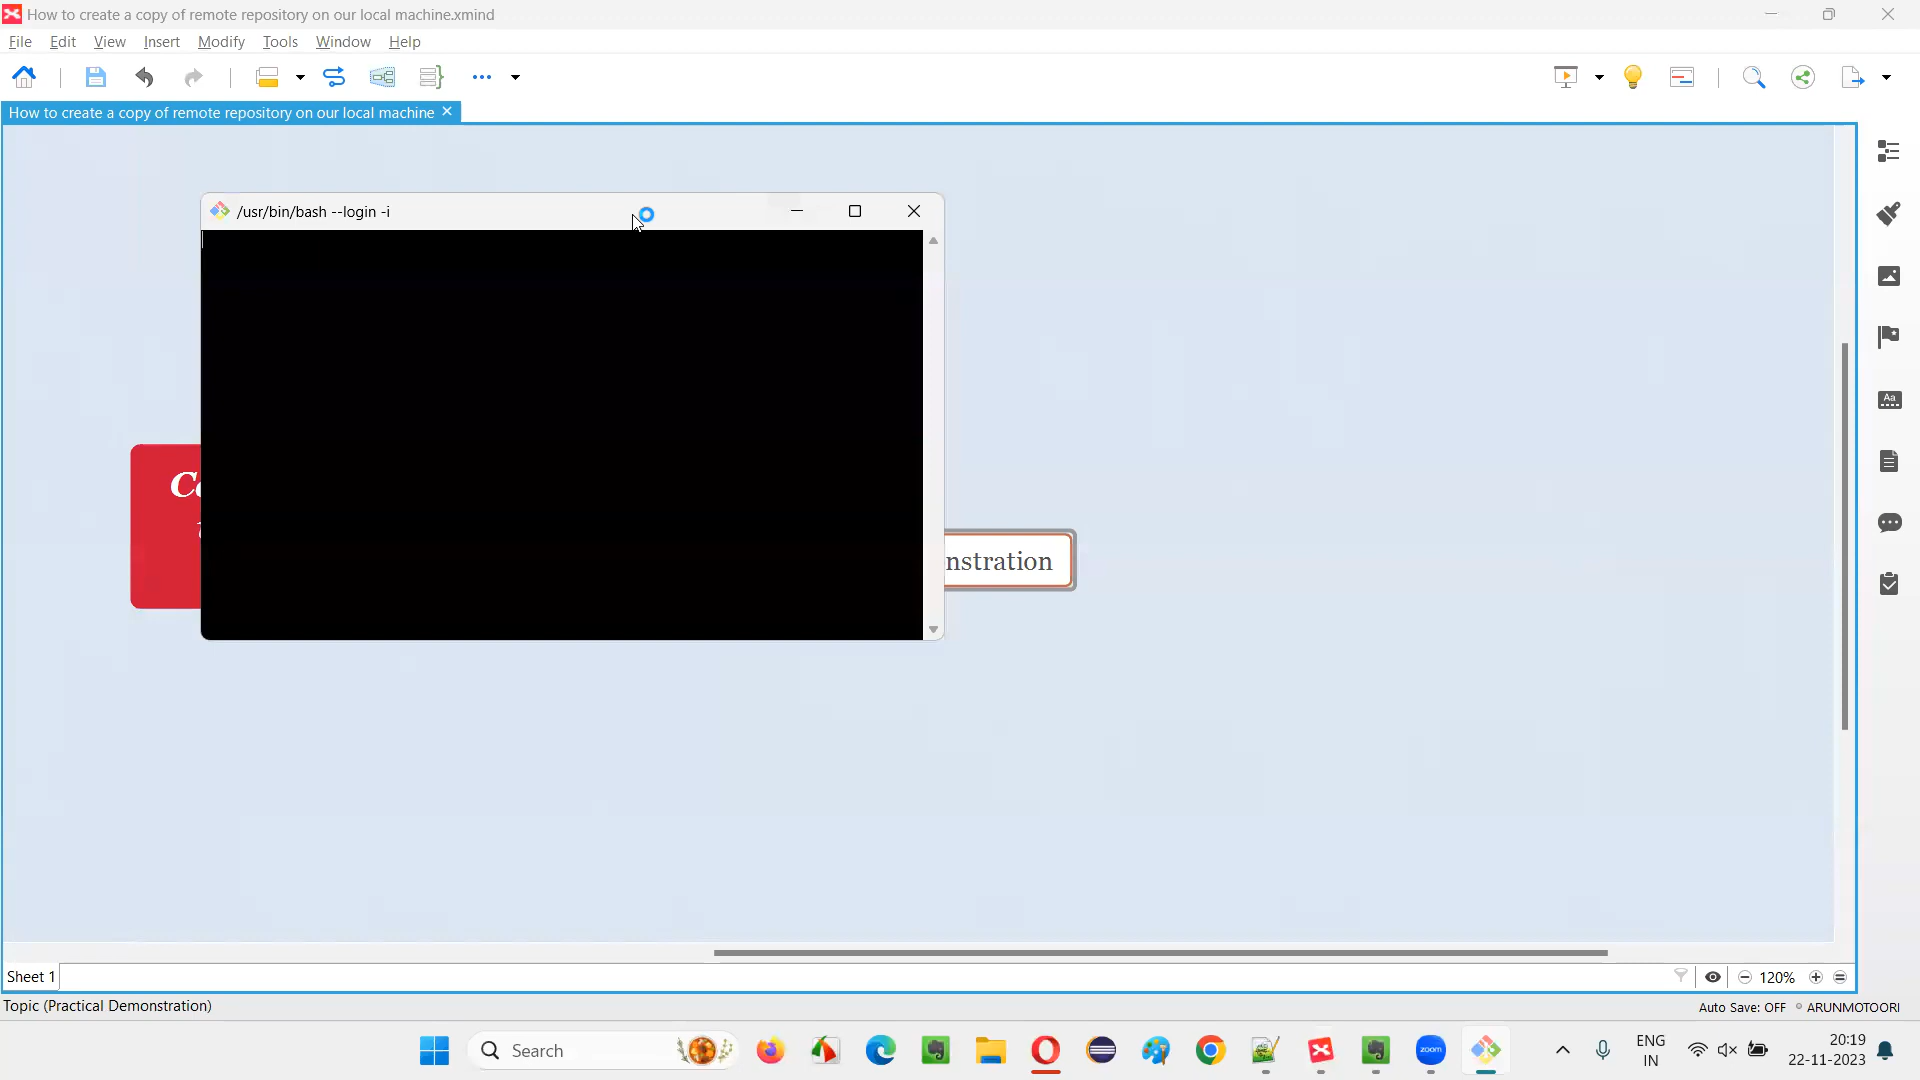 How to create a copy of remote repository on our local machine.xmind
File Edit View Insert Modify Tools Window Help
How to create a copy of remote repository on our local machine
/usr/bin/bash --login -i
nstration
Sheet 1
120%
Topic (Practical Demonstration)
Auto Save: OFF
ARUNMOTOORI
Search
zoom
ENG
IN
20:19
22-11-2023